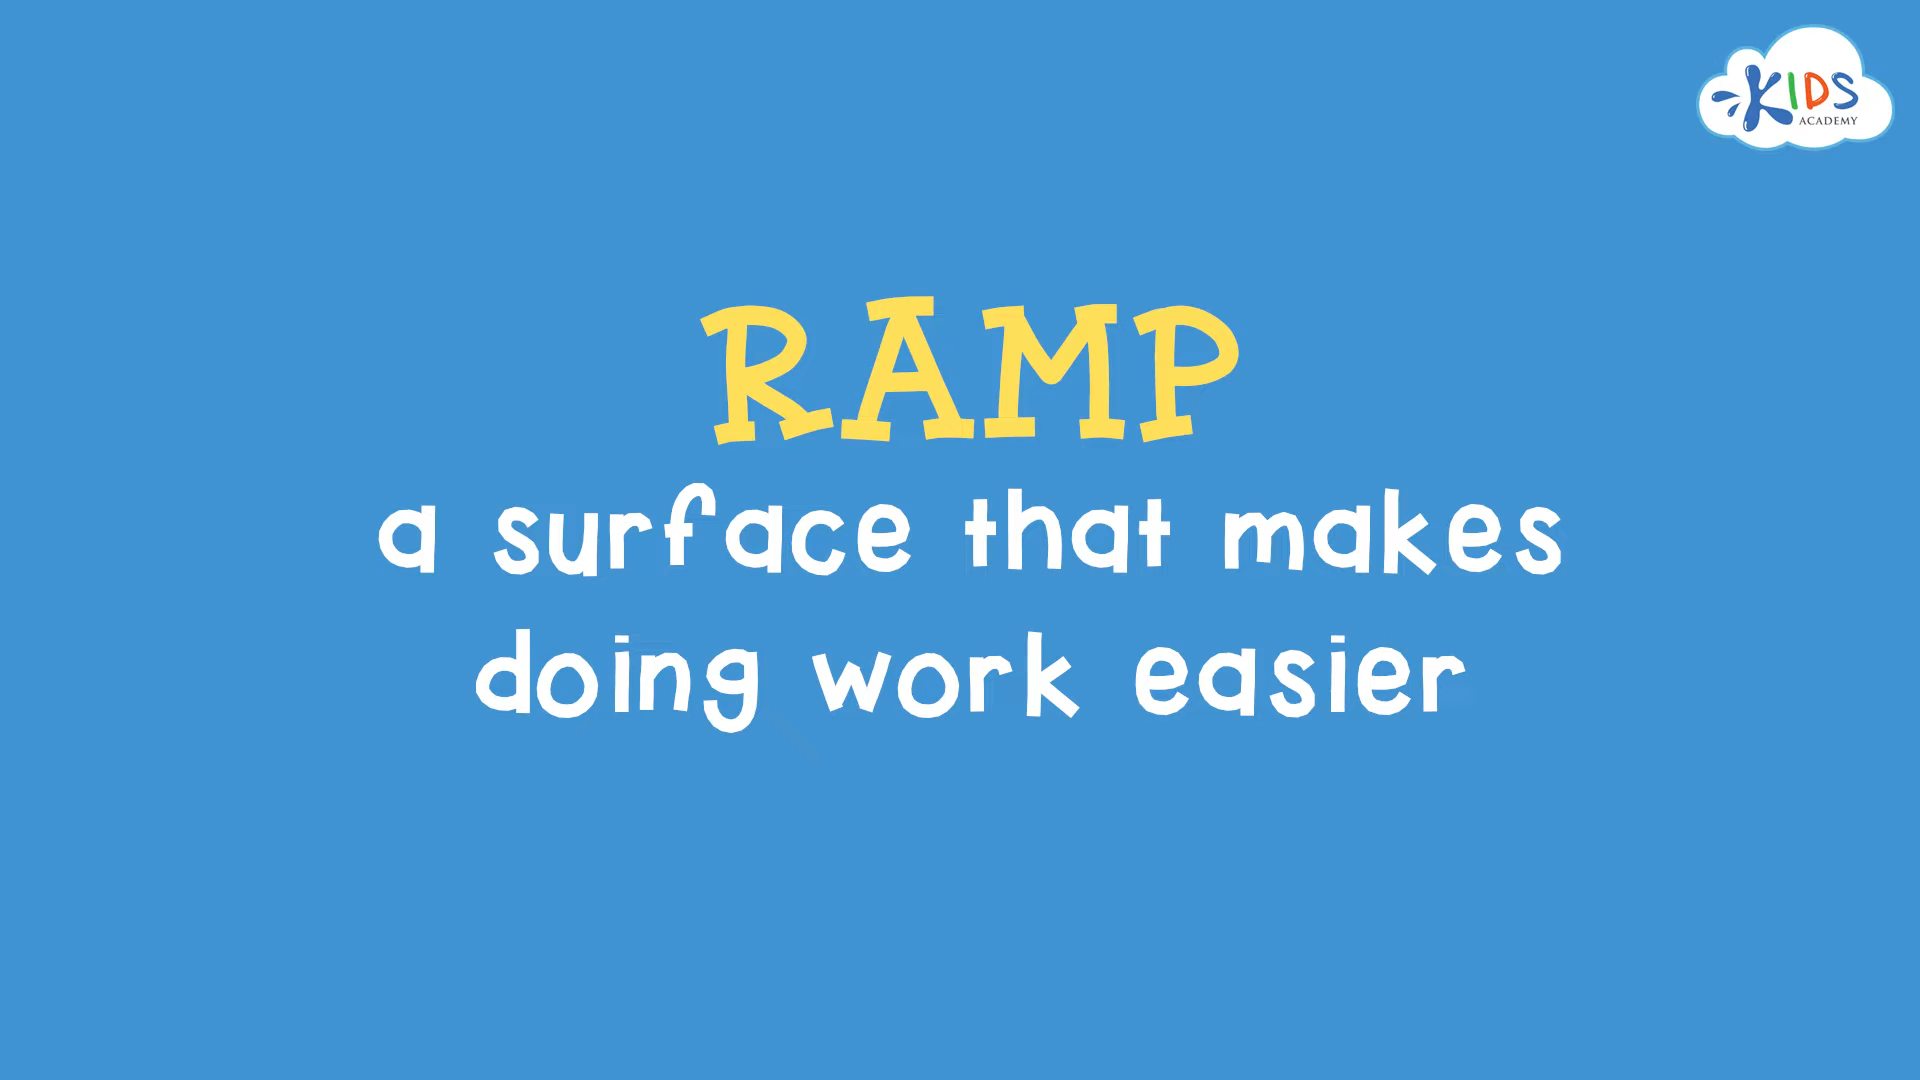 KIDS
ACADEMY
RAMP
a surface that makes
doing work easier